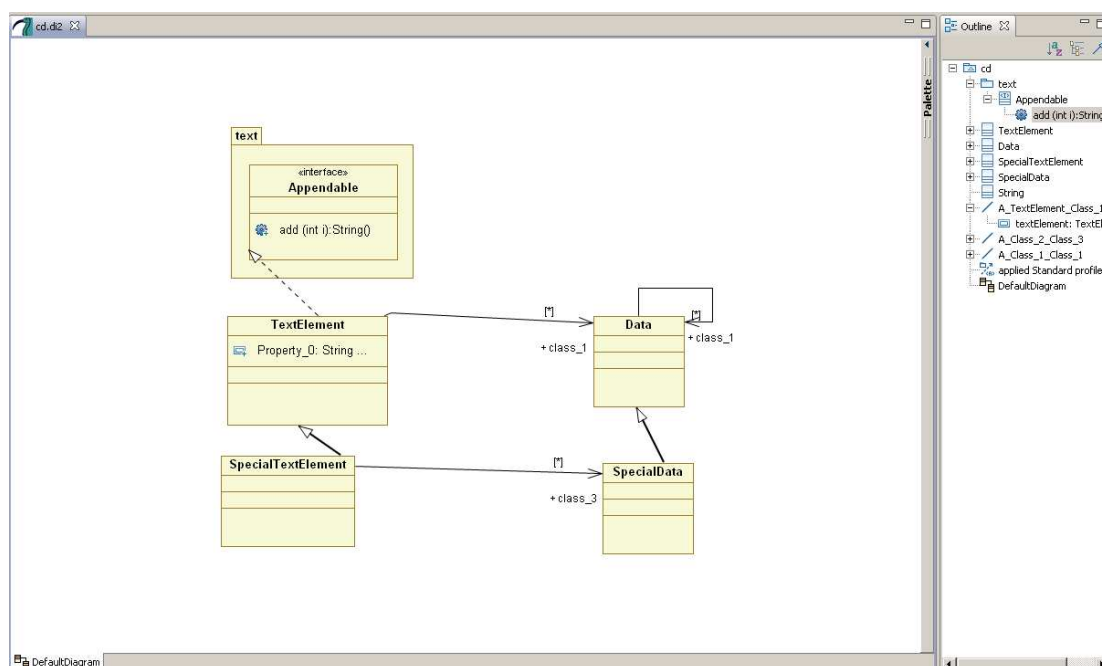 cd.di2
Palette
text
«interface»
Appendable
add (int i):String()
TextElement
Property_0: String ...
[*]
+ class_1
Data
[*]
+ class_1
SpecialTextElement
[*]
+ class_3
SpecialData
DefaultDiagram
Outline
cd
text
Appendable
add (int i):String
TextElement
Data
SpecialTextElement
SpecialData
String
A_TextElement_Class_1
textElement: TextEl
A_Class_2_Class_3
A_Class_1_Class_1
applied Standard profile
DefaultDiagram